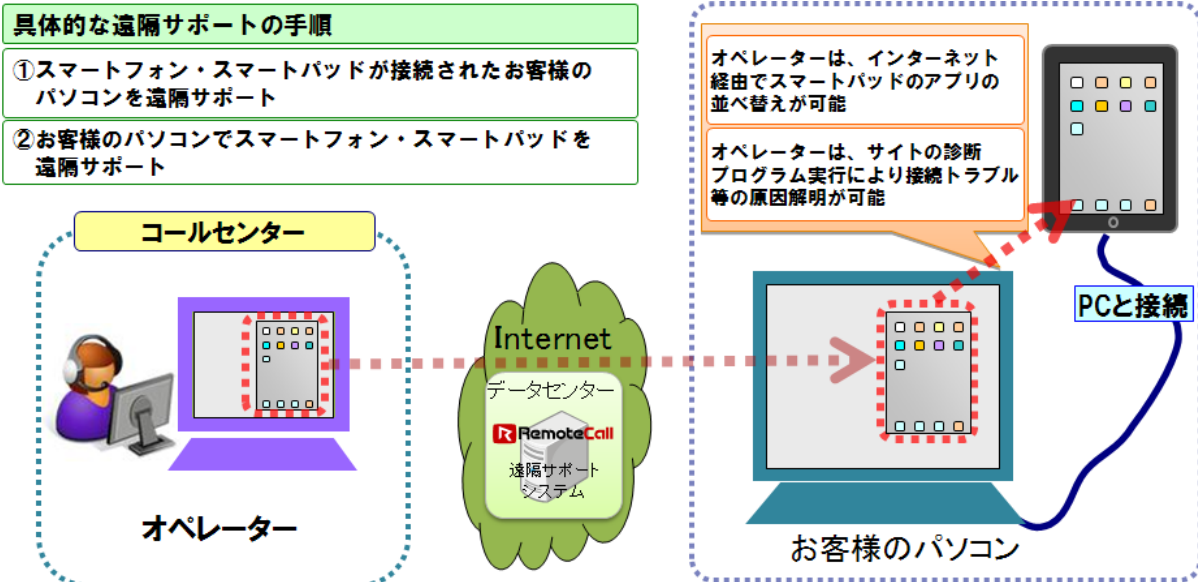 具体的な遠隔サポートの手順
①スマートフォン・スマートパッドが接続されたお客様の
パソコンを遠隔サポート
②お客様のパソコンでスマートフォン・スマートパッドを
遠隔サポート
コールセンター
オペレーター
Internet
データセンター
RemoteCall
遠隔サポート
システム
オペレーターは、インターネット
経由でスマートパッドのアプリの
並べ替えが可能
オペレーターは、サイトの診断
プログラム実行により接続トラブル
等の原因解明が可能
PCと接続
お客様のパソコン